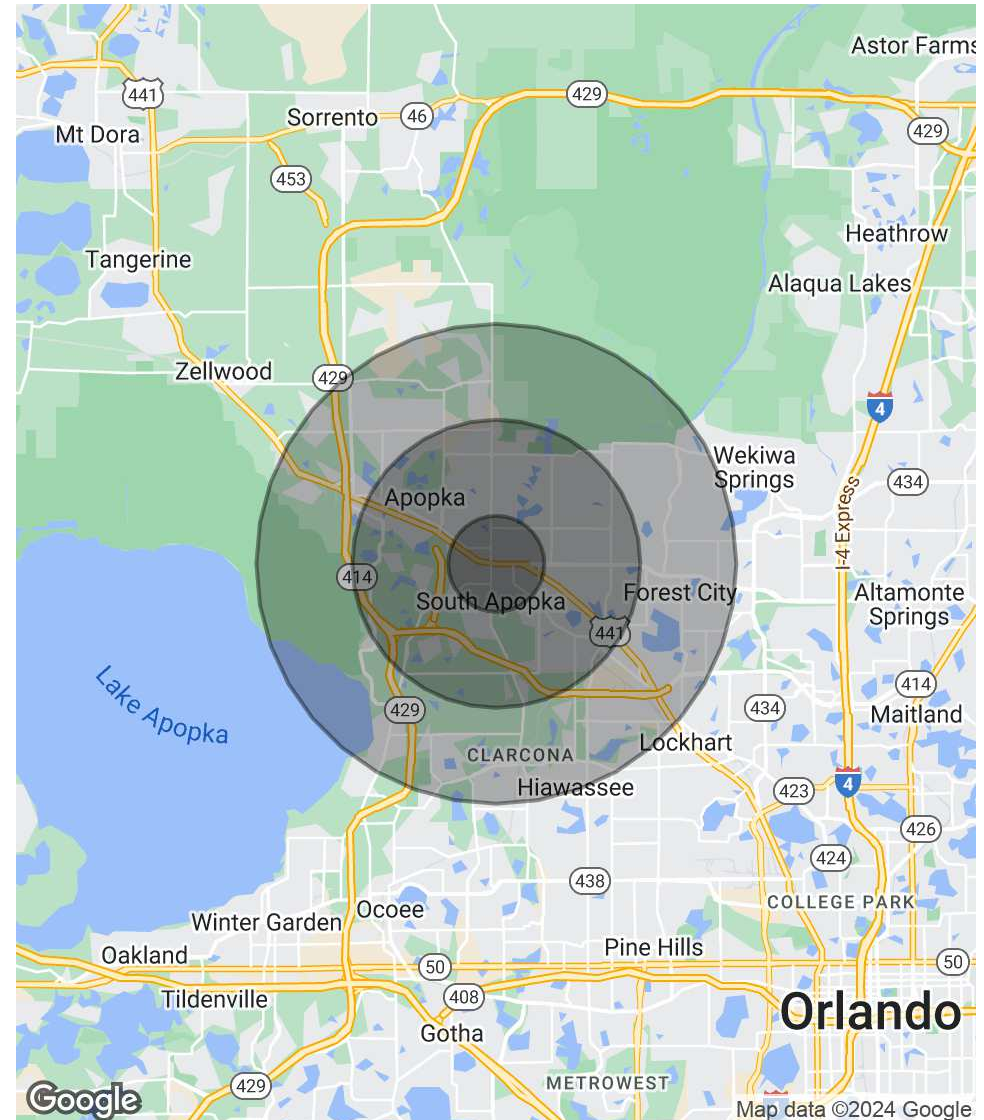 Astor Farms
441
429
Sorrento
46
Mt Dora
429
453
Heathrow
Tangerine
Alaqua Lakes
Zellwood
429
4
Wekiwa
Springs
434
Apopka
I-4 Express
414
South Apopka
Forest City
Altamonte
Springs
441
Lake Apopka
414
429
434
Maitland
Lockhart
CLARCONA
4
Hiawassee
423
426
424
438
COLLEGE PARK
Winter Garden
Ocoee
Pine Hills
Oakland
50
50
Tildenville
408
Orlando
Gotha
METROWEST
429
Google
Map data ©2024 Google